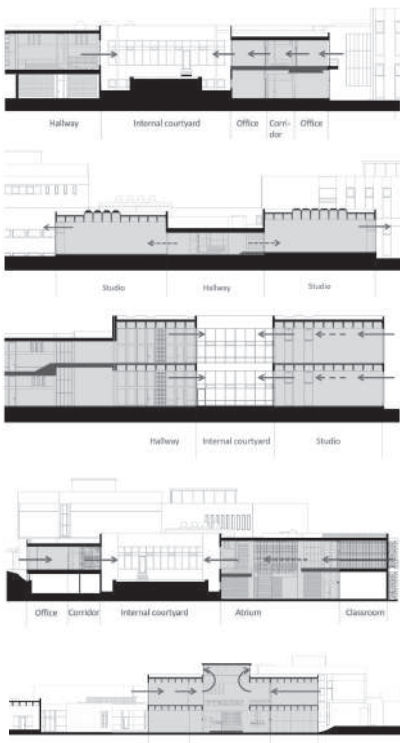 Hallway Internal courtyard Office Corri- Office
dor
Studio Hallway Studio
Hallway Internal courtyard Studio
Office Corridor Internal courtyard Atrium Classroom